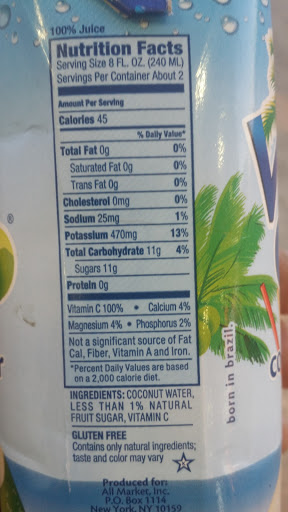 100% Juice
Nutrition Facts
Serving Size 8 FL. OZ. (240 ML)
Servings Per Container About 2
Amount Per Serving
Calories 45
% Daily Value*
Total Fat 0g 0%
Saturated Fat 0g 0%
Trans Fat 0g 0%
Cholesterol 0mg 0%
Sodium 25mg 1%
Potassium 470mg 13%
Total Carbohydrate 11g 4%
Sugars 11g
Protein 0g
Vitamin C 100% • Calcium 4%
Magnesium 4% • Phosphorus 2%
Not a significant source of Fat
Cal, Fiber, Vitamin A and Iron.
*Percent Daily Values are based
on a 2,000 calorie diet.
INGREDIENTS: COCONUT WATER,
LESS THAN 1% NATURAL
FRUIT SUGAR, VITAMIN C
GLUTEN FREE
Contains only natural ingredients;
taste and color may vary
Produced for:
All Market, Inc.
P.O. Box 1114
New York, NY 10159
born in brazil.
®